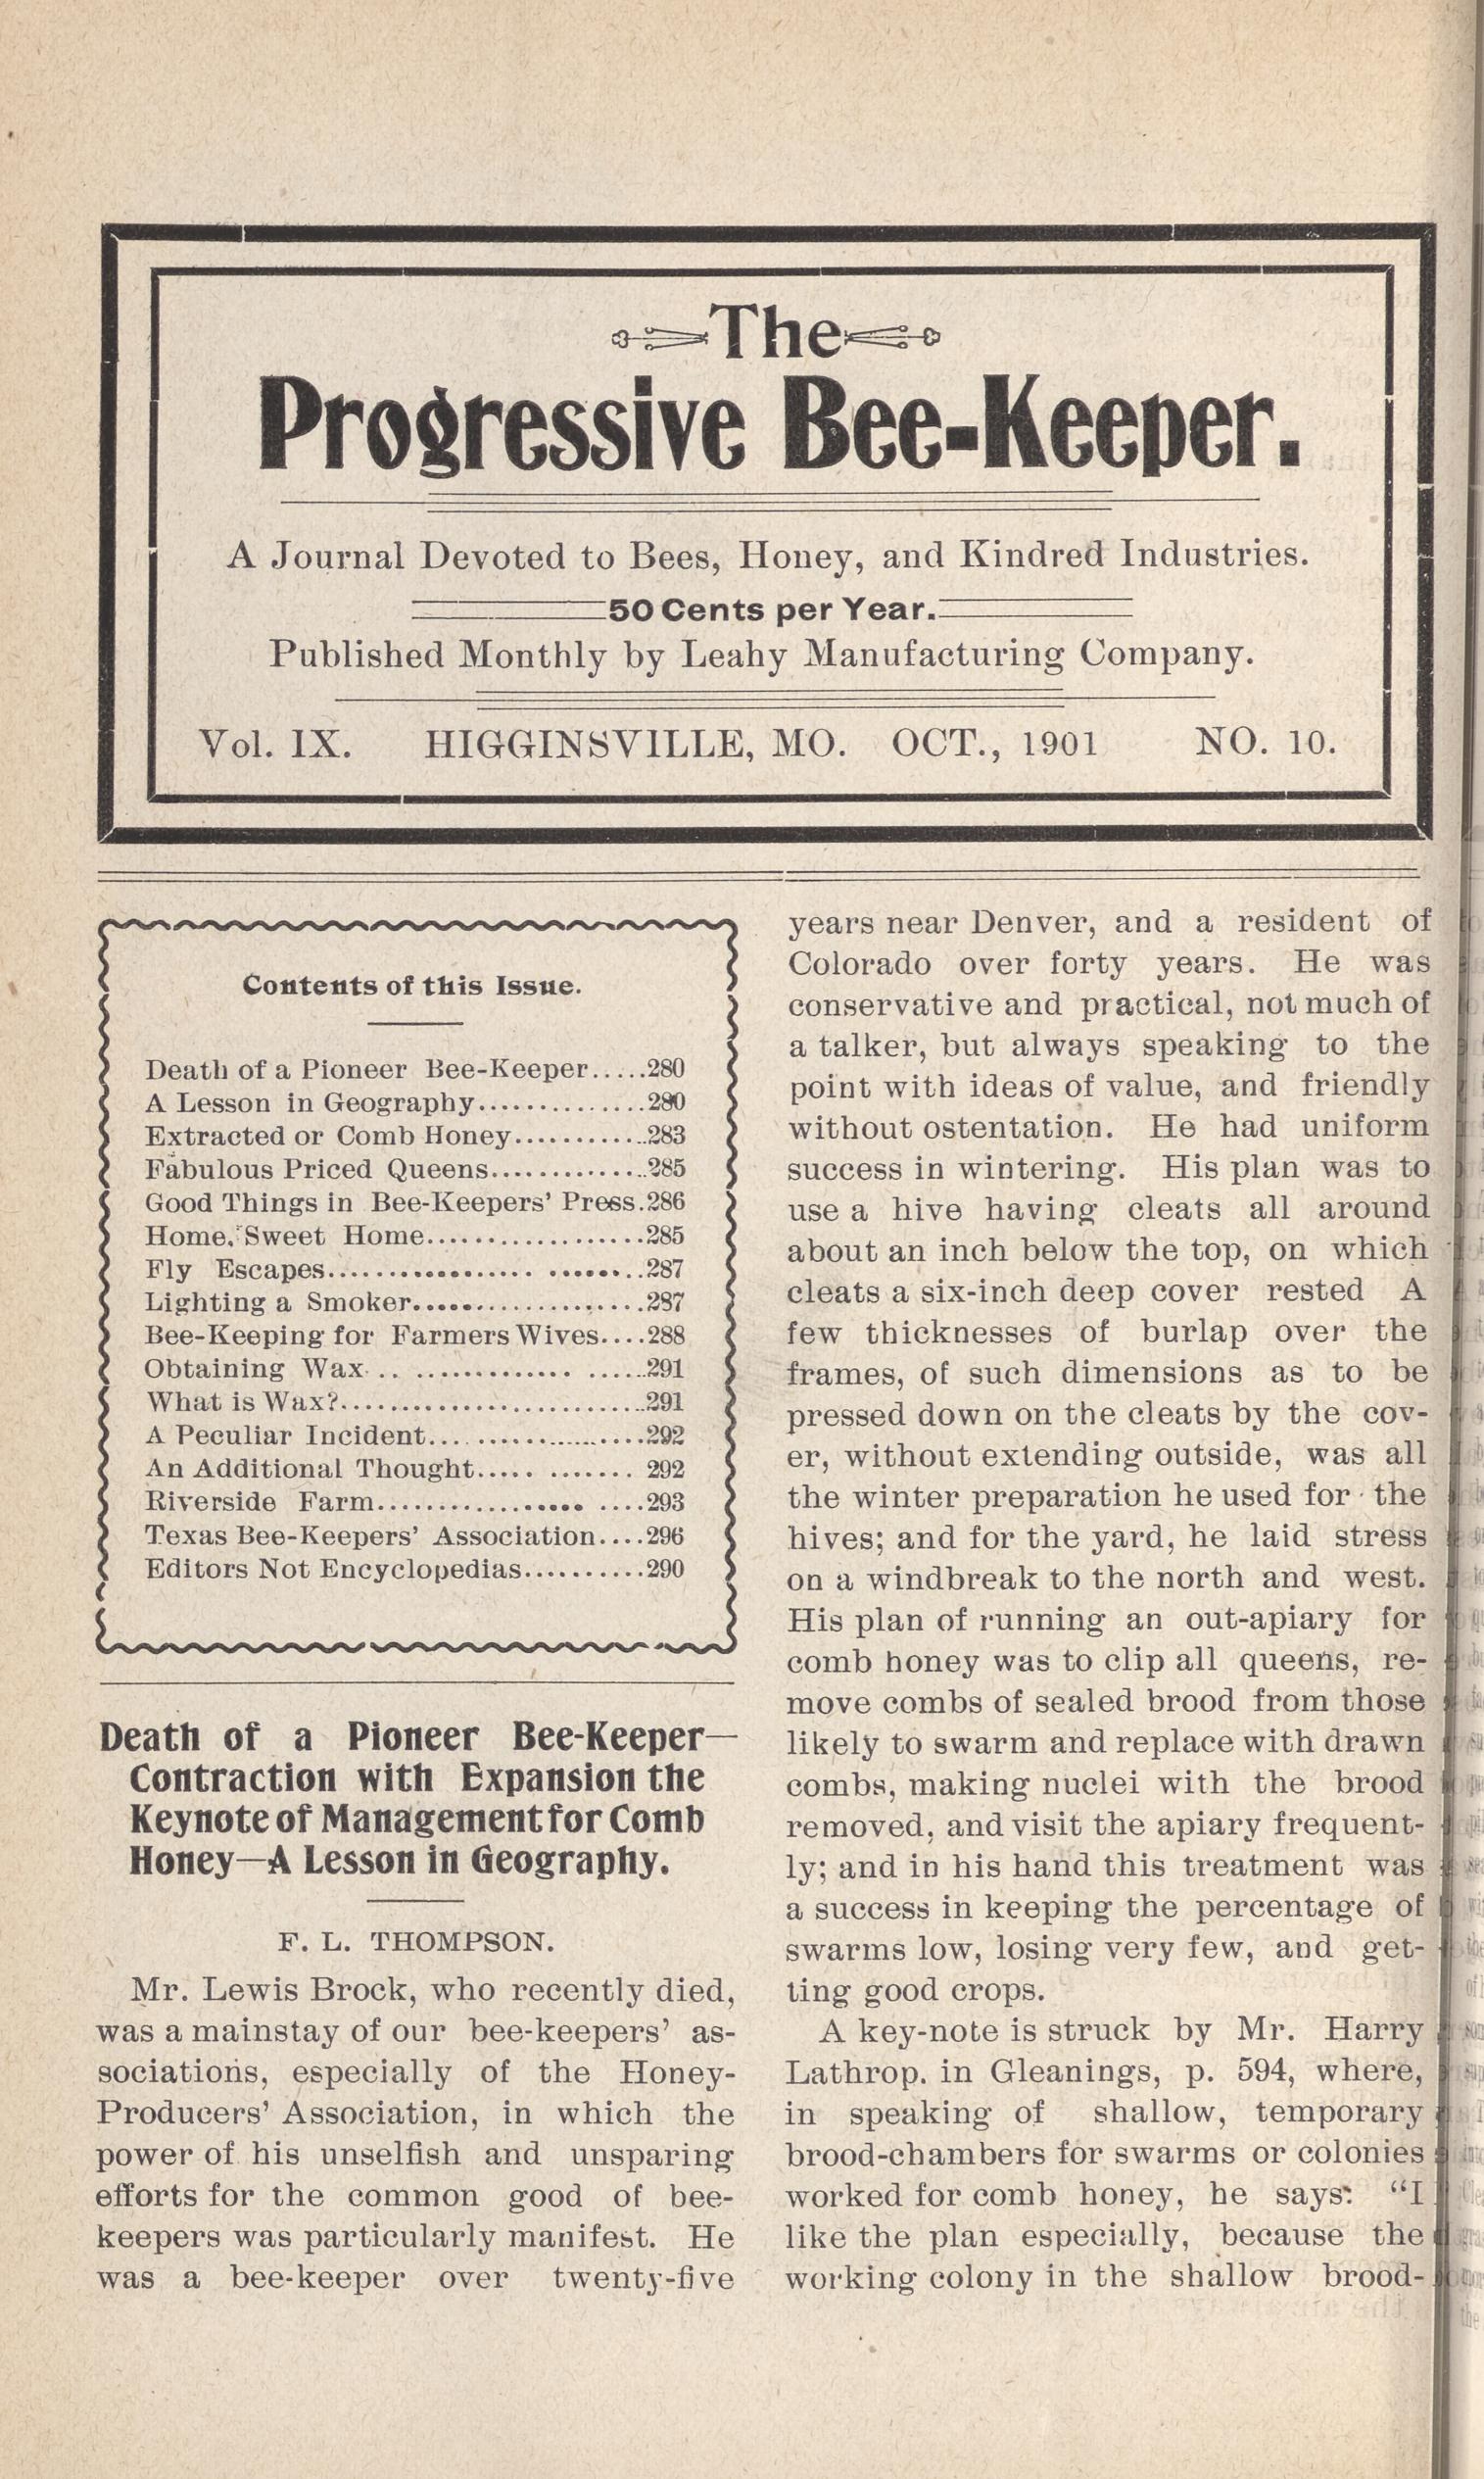 The
Progressive Bee-Keeper.
A Journal Devoted to Bees, Honey, and Kindred Industries.
50 Cents per Year.
Published Monthly by Leahy Manufacturing Company.
Vol. IX. HIGGINSVILLE, MO. OCT., 1901 NO. 10.
Contents of this Issue.
Death of a Pioneer Bee-Keeper.....280
A Lesson in Geography..............280
Extracted or Comb Honey............283
Fabulous Priced Queens.............285
Good Things in Bee-Keepers' Press.286
Home, Sweet Home..................285
Fly Escapes................. ........287
Lighting a Smoker...................287
Bee-Keeping for Farmers Wives....288
Obtaining Wax .. ............. ......291
What is Wax?.........................291
A Peculiar Incident... ..............292
An Additional Thought..... ....... 292
Riverside Farm................. ....293
Texas Bee-Keepers' Association....296
Editors Not Encyclopedias..........290
Death of a Pioneer Bee-Keeper—
Contraction with Expansion the
Keynote of Management for Comb
Honey—A Lesson in Geography.
F. L. THOMPSON.
Mr. Lewis Brock, who recently died,
was a mainstay of our bee-keepers' as-
sociations, especially of the Honey-
Producers' Association, in which the
power of his unselfish and unsparing
efforts for the common good of bee-
keepers was particularly manifest. He
was a bee-keeper over twenty-five
years near Denver, and a resident of
Colorado over forty years. He was
conservative and practical, not much of
a talker, but always speaking to the
point with ideas of value, and friendly
without ostentation. He had uniform
success in wintering. His plan was to
use a hive having cleats all around
about an inch below the top, on which
cleats a six-inch deep cover rested A
few thicknesses of burlap over the
frames, of such dimensions as to be
pressed down on the cleats by the cov-
er, without extending outside, was all
the winter preparation he used for the
hives; and for the yard, he laid stress
on a windbreak to the north and west.
His plan of running an out-apiary for
comb honey was to clip all queens, re-
move combs of sealed brood from those
likely to swarm and replace with drawn
combs, making nuclei with the brood
removed, and visit the apiary frequent-
ly; and in his hand this treatment was
a success in keeping the percentage of
swarms low, losing very few, and get-
ting good crops.
A key-note is struck by Mr. Harry
Lathrop. in Gleanings, p. 594, where,
in speaking of shallow, temporary
brood-chambers for swarms or colonies
worked for comb honey, he says: "I
like the plan especially, because the
working colony in the shallow brood-